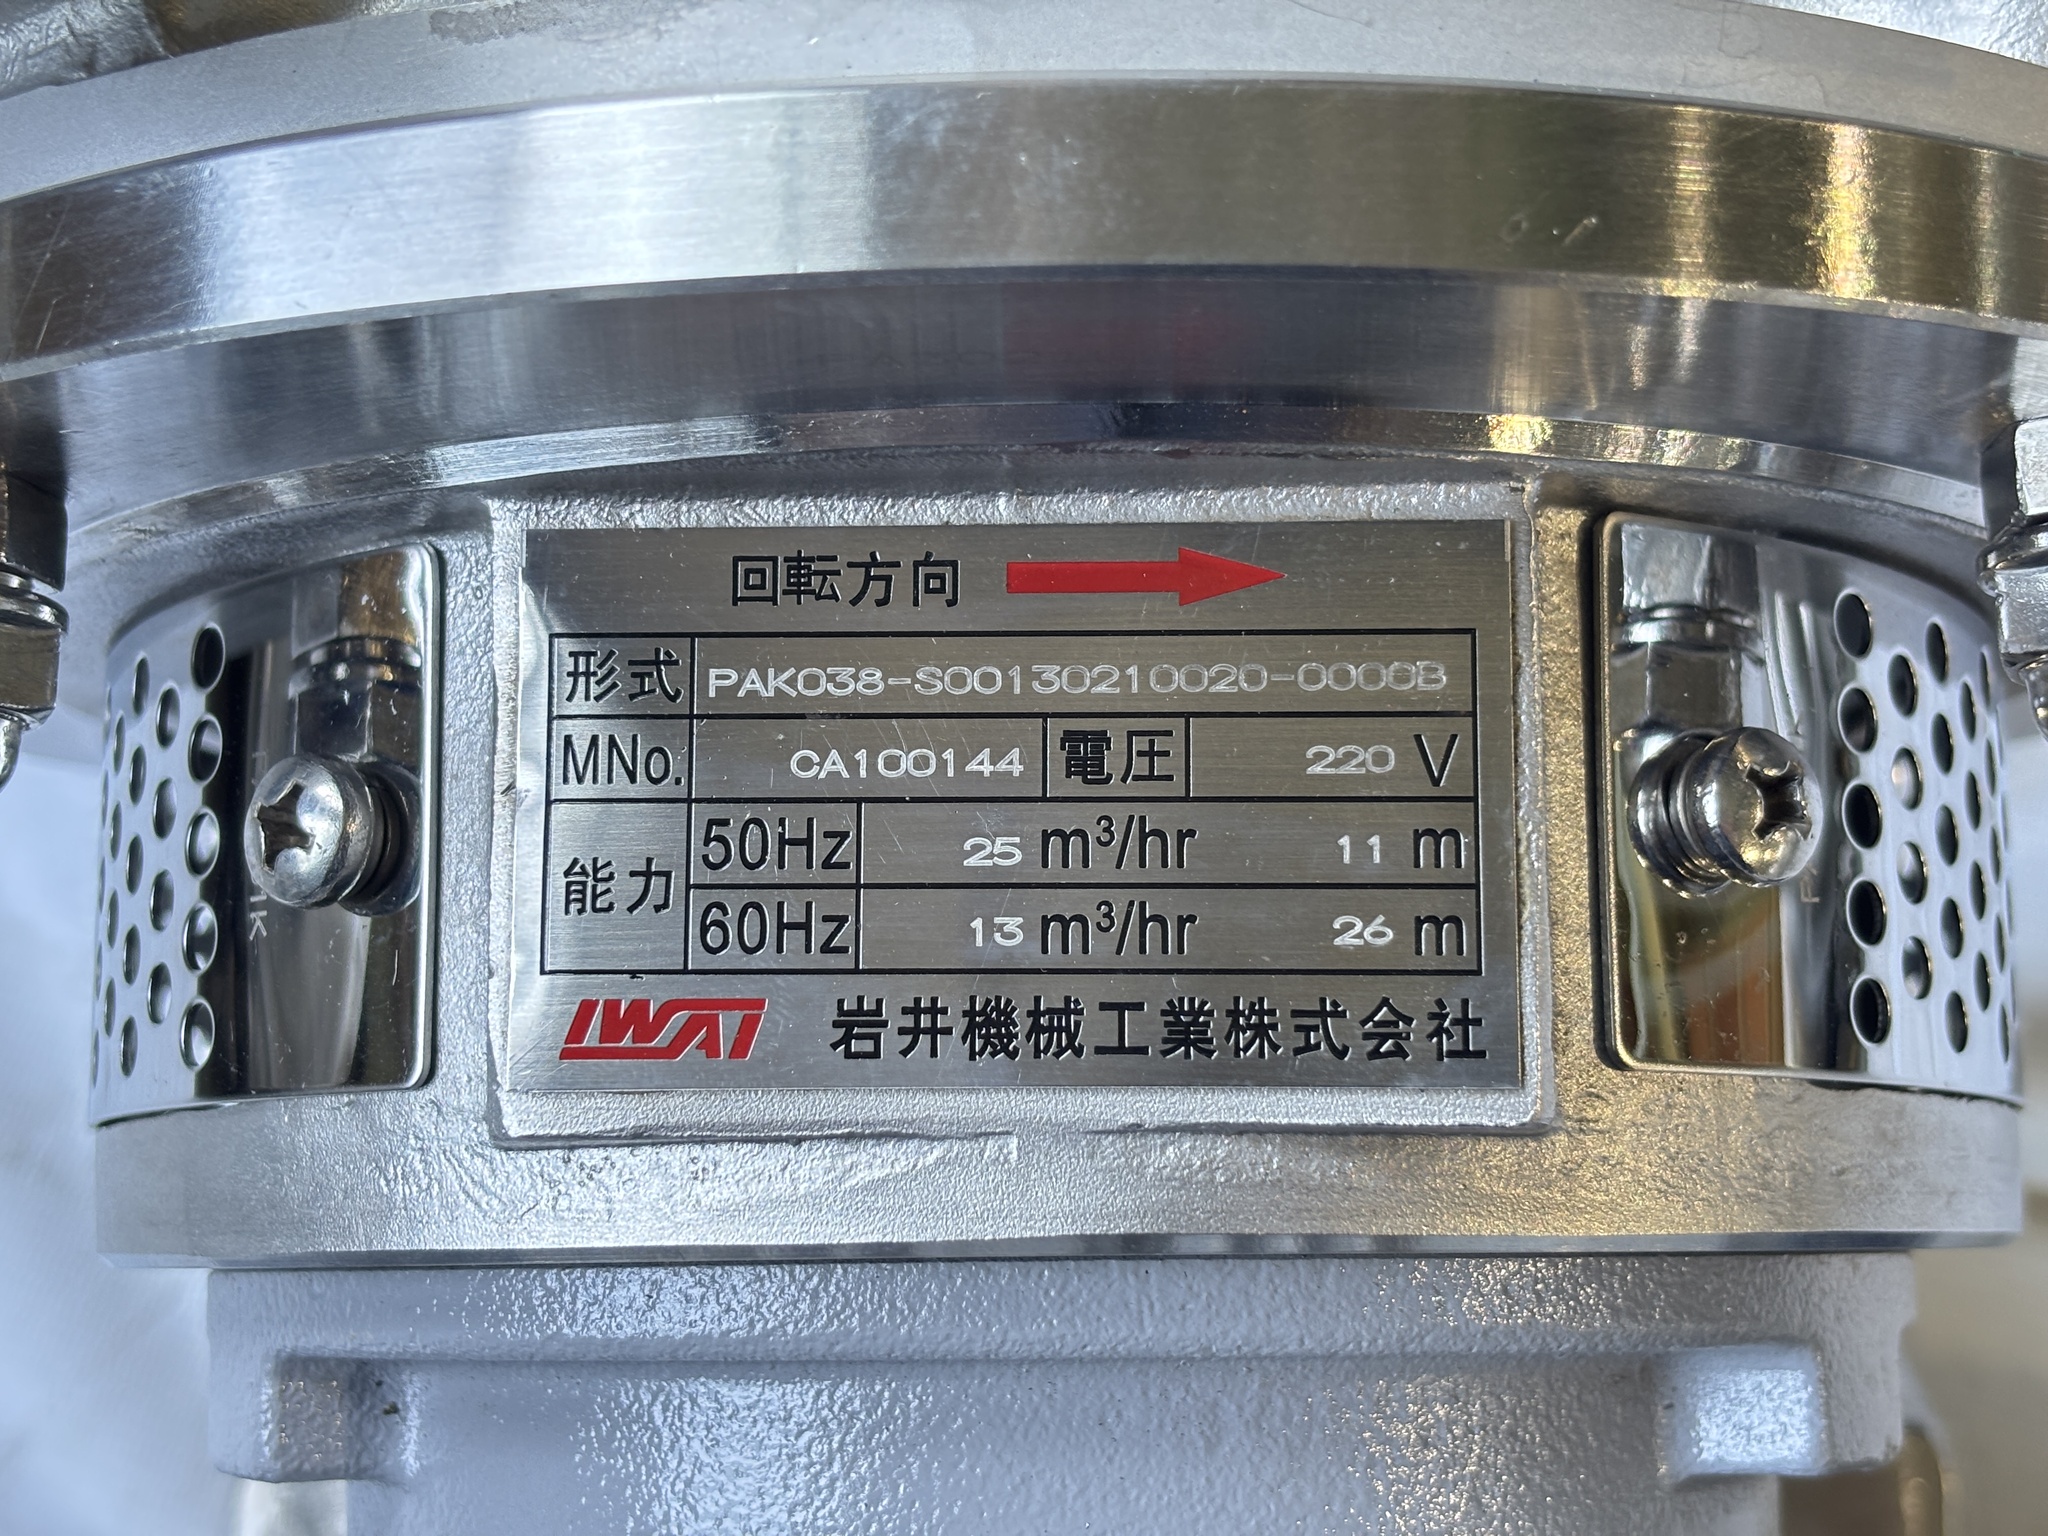 回転方向
形式 PAK038-S00130210020-0000B
MNo. CA100144 電圧 220 V
能力 50Hz 25 m³/hr 11 m
60Hz 13 m³/hr 26 m
IWAI 岩井機械工業株式会社